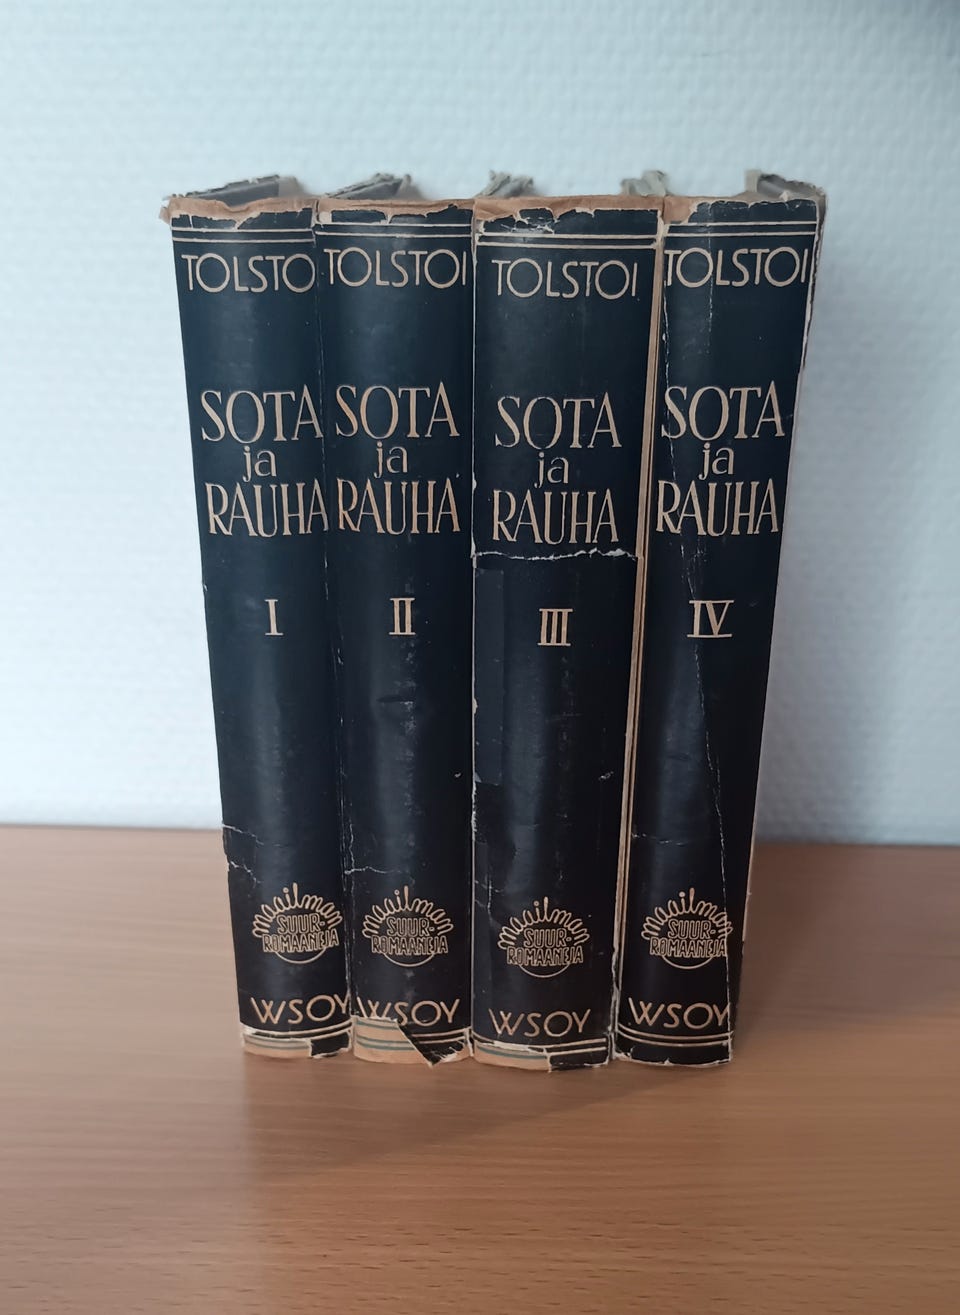 TOLSTO
SOTA
ja
RAUHA
I
maailman
SUUR-
ROMAANEJA
WSOY
TOLSTOI
SOTA
ja
RAUHA
II
maailman
SUUR-
ROMAANEJA
WSOY
TOLSTOI
SOTA
ja
RAUHA
III
maailman
SUUR-
ROMAANEJA
WSOY
TOLSTOI
SOTA
ja
RAUHA
IV
maailman
SUUR-
ROMAANEJA
WSOY